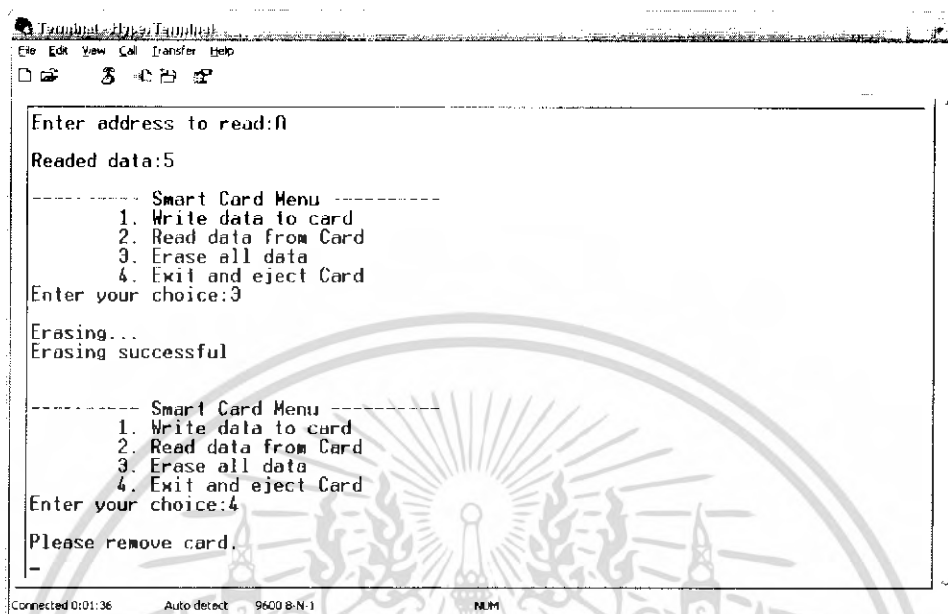 Terminal - HyperTerminal
File Edit View Call Transfer Help
Enter address to read:A
Readed data:5
---------- Smart Card Menu ----------
1. Write data to card
2. Read data from Card
3. Erase all data
4. Exit and eject Card
Enter your choice:3
Erasing...
Erasing successful
---------- Smart Card Menu ----------
1. Write data to card
2. Read data from Card
3. Erase all data
4. Exit and eject Card
Enter your choice:4
Please remove card.
_
Connected 0:01:36 Auto detect 9600 8-N-1 NUM